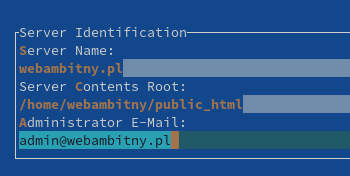 Server Identification
Server Name:
webambitny.pl
Server Contents Root:
/home/webambitny/public_html
Administrator E-Mail:
admin@webambitny.pl